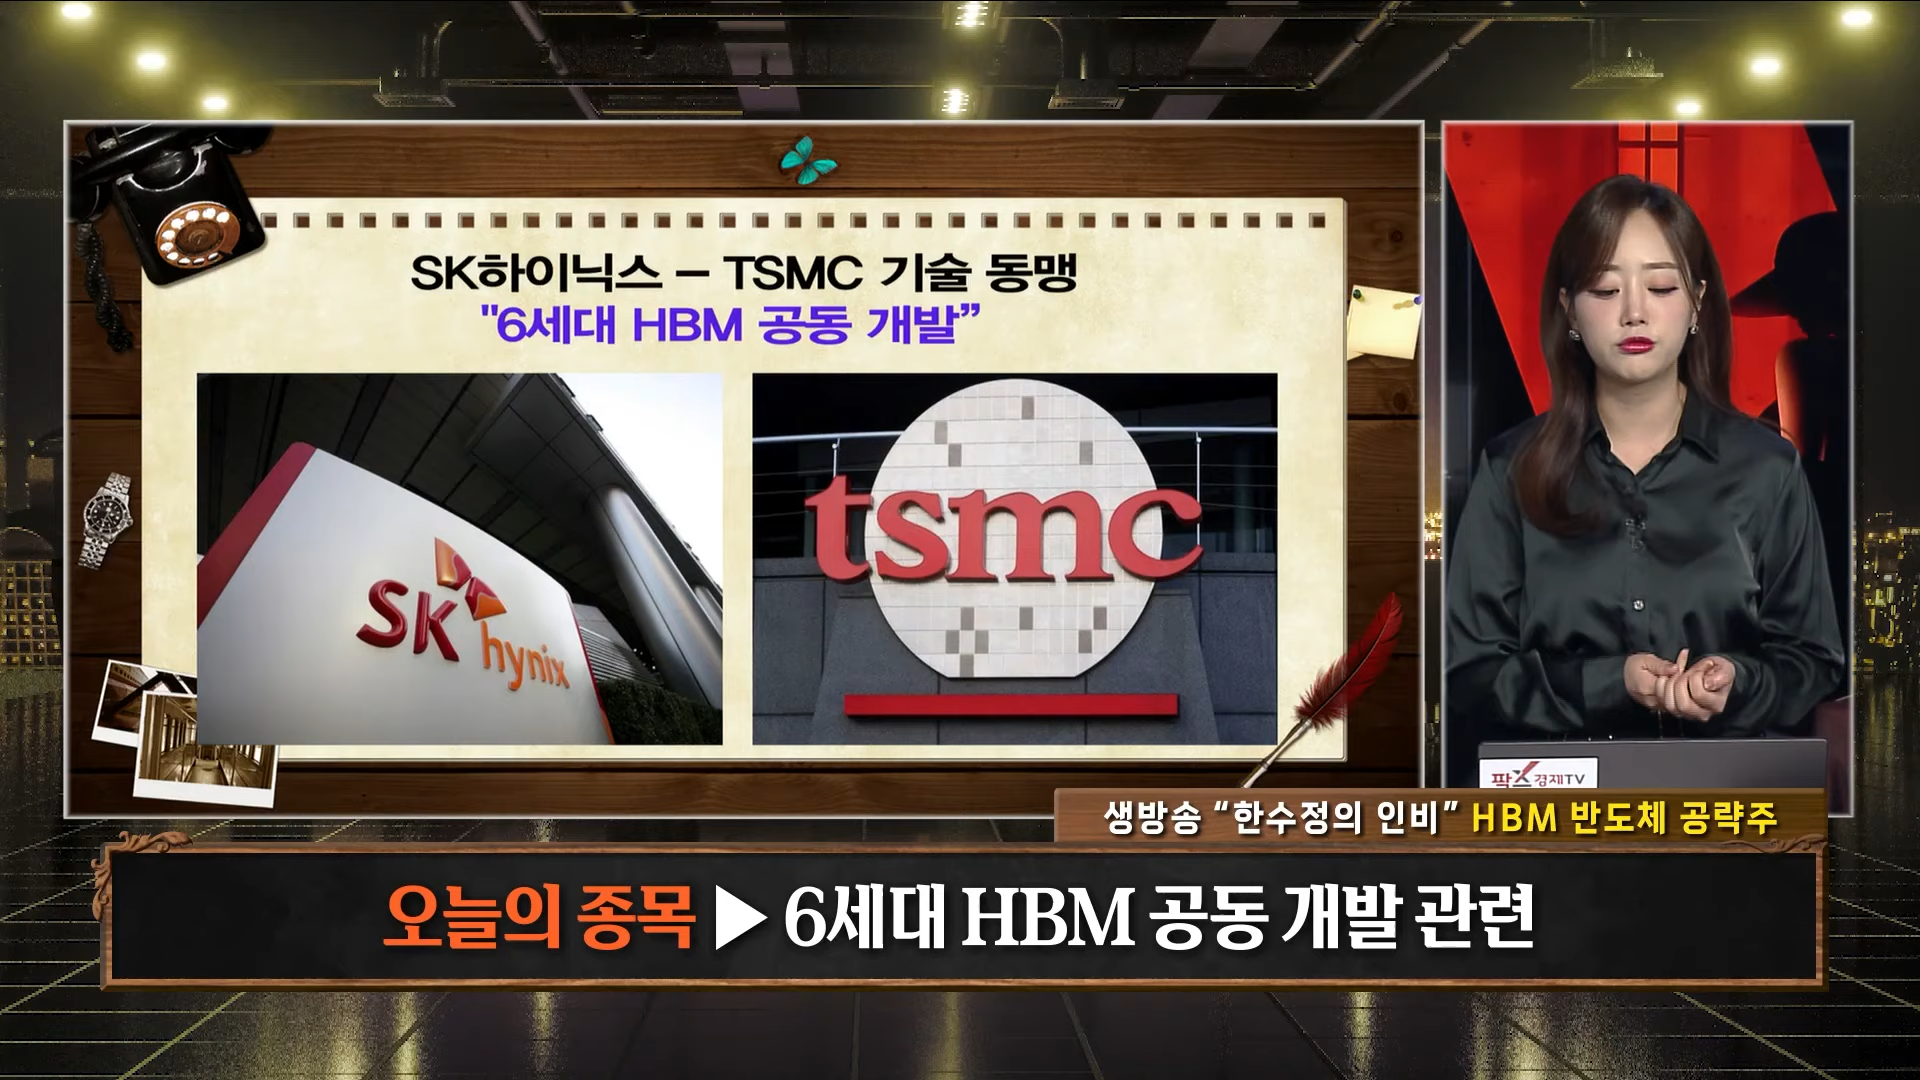 SK하이닉스 – TSMC 기술 동맹
"6세대 HBM 공동 개발”
SK
hynix
tsmc
팍스경제TV
생방송 “한수정의 인비” HBM 반도체 공략주
오늘의 종목 ▶ 6세대 HBM 공동 개발 관련